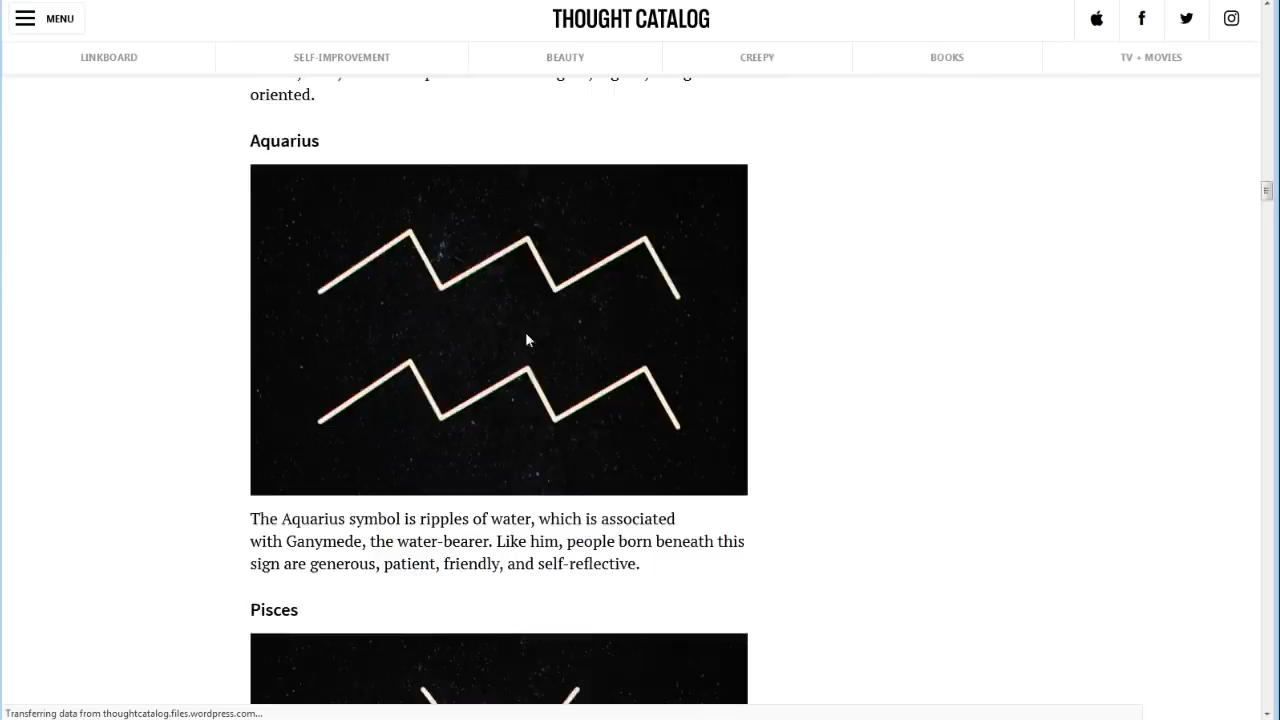 MENU
THOUGHT CATALOG
LINKBOARD
SELF-IMPROVEMENT
BEAUTY
CREEPY
BOOKS
TV + MOVIES
oriented.
Aquarius
The Aquarius symbol is ripples of water, which is associated
with Ganymede, the water-bearer. Like him, people born beneath this
sign are generous, patient, friendly, and self-reflective.
Pisces
Transferring data from thoughtcatalog.files.wordpress.com...